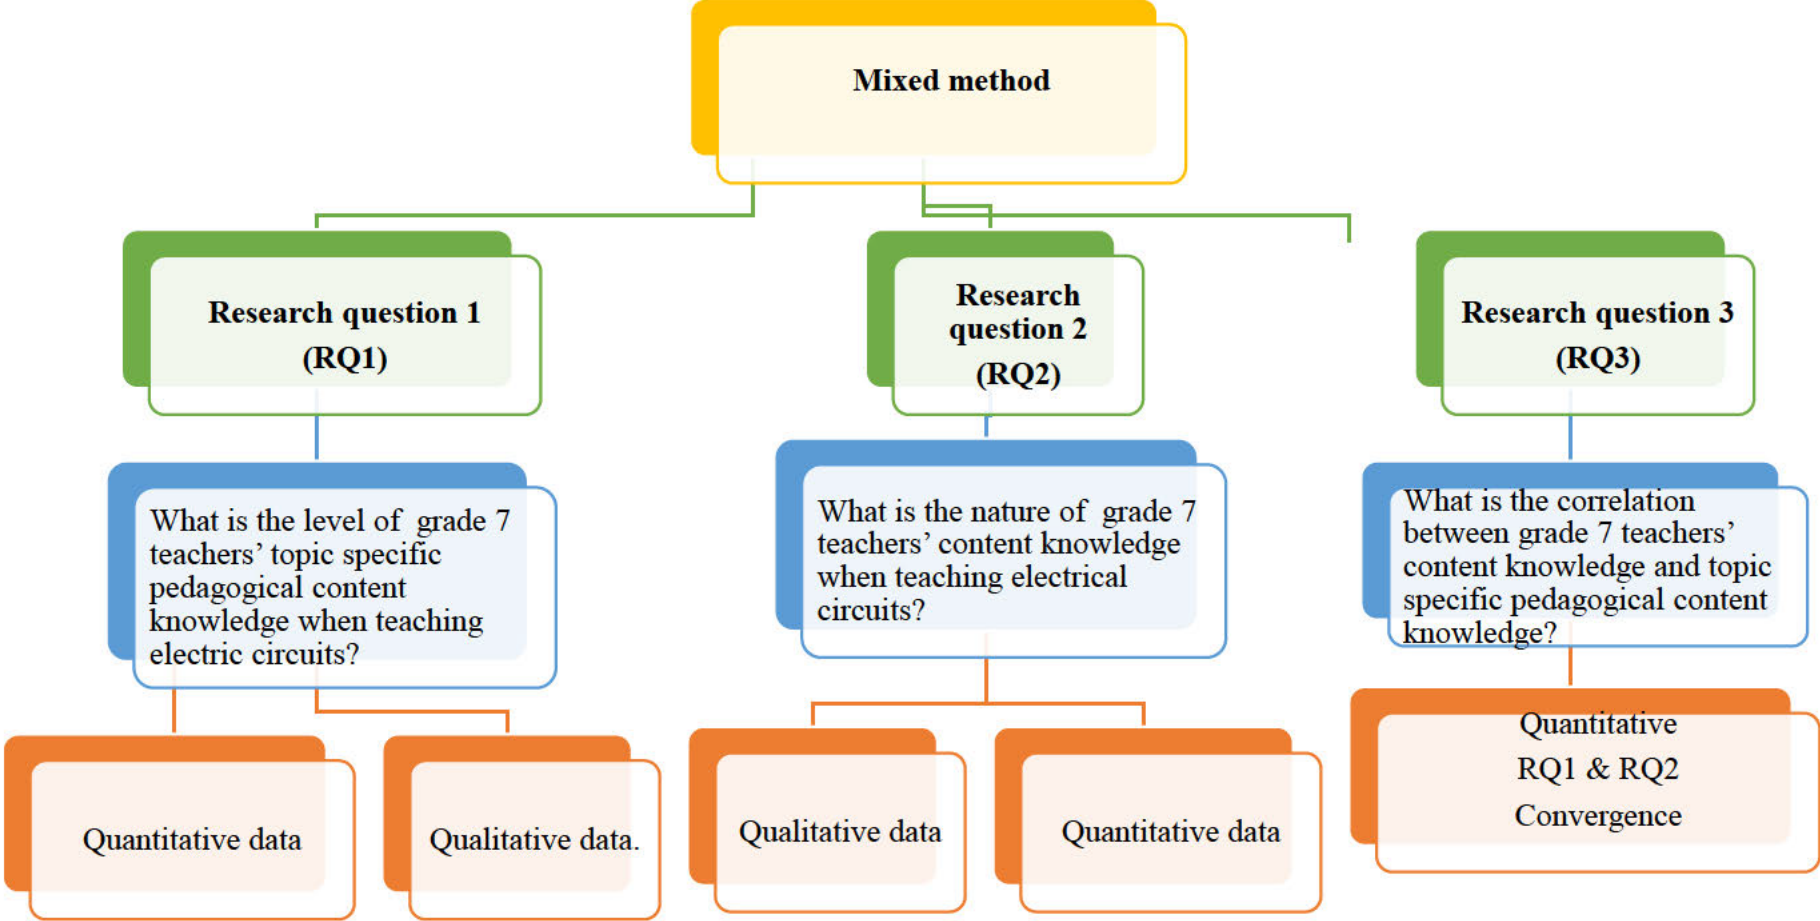 Mixed method
Research question 1
(RQ1)
Research
question 2
(RQ2)
Research question 3
(RQ3)
What is the level of  grade 7
teachers’ topic specific
pedagogical content
knowledge when teaching
electric circuits?
What is the nature of  grade 7
teachers’ content knowledge
when teaching electrical
circuits?
What is the correlation
between grade 7 teachers’
content knowledge and topic
specific pedagogical content
knowledge?
Quantitative data
Qualitative data.
Qualitative data
Quantitative data
Quantitative
RQ1 & RQ2
Convergence